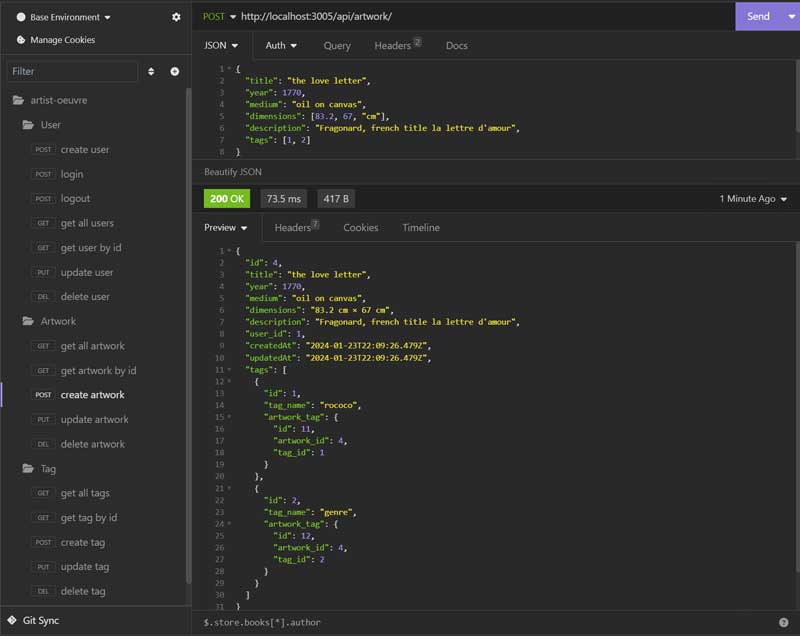 Base Environment
Manage Cookies
Filter
artist-oeuvre
User
POST create user
POST login
POST logout
GET get all users
GET get user by id
PUT update user
DEL delete user
Artwork
GET get all artwork
GET get artwork by id
POST create artwork
PUT update artwork
DEL delete artwork
Tag
GET get all tags
GET get tag by id
POST create tag
PUT update tag
DEL delete tag
Git Sync
POST http://localhost:3005/api/artwork/ Send
JSON Auth Query Headers 2 Docs
1 {
2 "title": "the love letter",
3 "year": 1770,
4 "medium": "oil on canvas",
5 "dimensions": [83.2, 67, "cm"],
6 "description": "Fragonard, french title la lettre d'amour",
7 "tags": [1, 2]
8 }
Beautify JSON
200 OK 73.5 ms 417 B 1 Minute Ago
Preview Headers 7 Cookies Timeline
1 {
2 "id": 4,
3 "title": "the love letter",
4 "year": 1770,
5 "medium": "oil on canvas",
6 "dimensions": "83.2 cm × 67 cm",
7 "description": "Fragonard, french title la lettre d'amour",
8 "user_id": 1,
9 "createdAt": "2024-01-23T22:09:26.479Z",
10 "updatedAt": "2024-01-23T22:09:26.479Z",
11 "tags": [
12 {
13 "id": 1,
14 "tag_name": "rococo",
15 "artwork_tag": {
16 "id": 11,
17 "artwork_id": 4,
18 "tag_id": 1
19 }
20 },
21 {
22 "id": 2,
23 "tag_name": "genre",
24 "artwork_tag": {
25 "id": 12,
26 "artwork_id": 4,
27 "tag_id": 2
28 }
29 }
30 ]
31 }
$.store.books[*].author